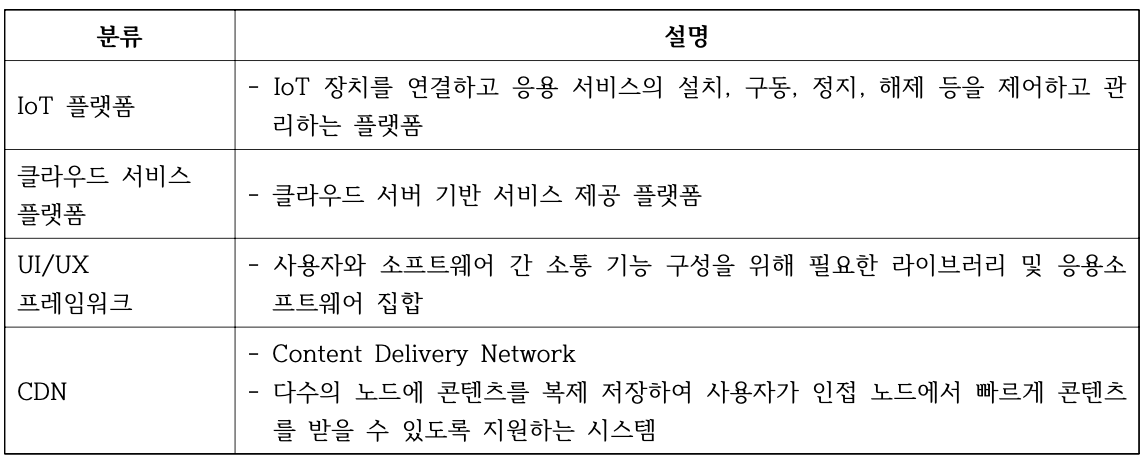 분류
설명
IoT 플랫폼
- IoT 장치를 연결하고 응용 서비스의 설치, 구동, 정지, 해제 등을 제어하고 관
리하는 플랫폼
클라우드 서비스
플랫폼
- 클라우드 서버 기반 서비스 제공 플랫폼
UI/UX
프레임워크
- 사용자와 소프트웨어 간 소통 기능 구성을 위해 필요한 라이브러리 및 응용소
프트웨어 집합
CDN
- Content Delivery Network
- 다수의 노드에 콘텐츠를 복제 저장하여 사용자가 인접 노드에서 빠르게 콘텐츠
를 받을 수 있도록 지원하는 시스템